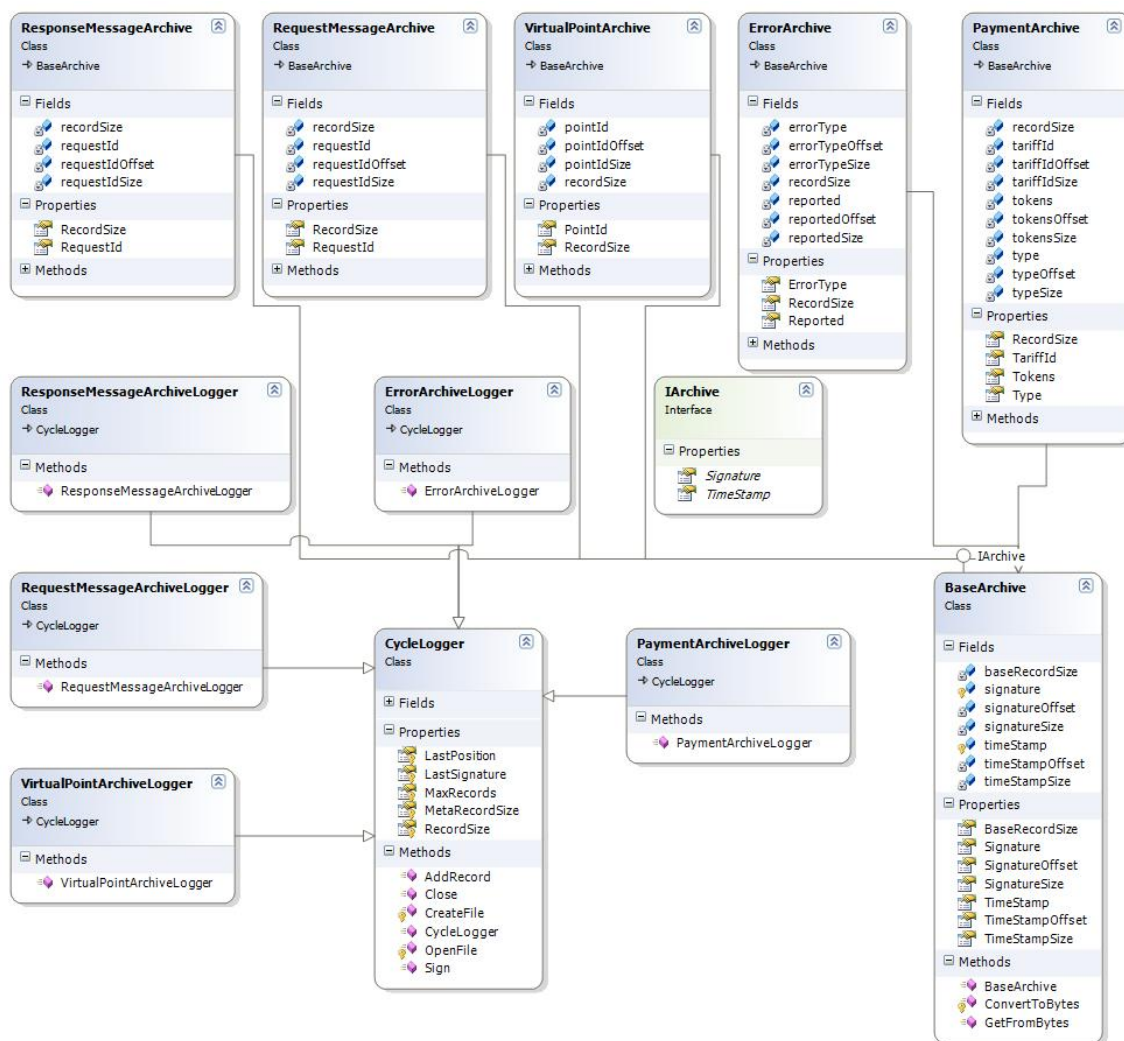 ResponseMessageArchive
Class
BaseArchive
Fields
recordSize
requestId
requestIdOffset
requestIdSize
Properties
RecordSize
RequestId
Methods
RequestMessageArchive
Class
BaseArchive
Fields
recordSize
requestId
requestIdOffset
requestIdSize
Properties
RecordSize
RequestId
Methods
VirtualPointArchive
Class
BaseArchive
Fields
pointId
pointIdOffset
pointIdSize
recordSize
Properties
PointId
RecordSize
Methods
ErrorArchive
Class
BaseArchive
Fields
errorType
errorTypeOffset
errorTypeSize
recordSize
reported
reportedOffset
reportedSize
Properties
ErrorType
RecordSize
Reported
Methods
PaymentArchive
Class
BaseArchive
Fields
recordSize
tariffId
tariffIdOffset
tariffIdSize
tokens
tokensOffset
tokensSize
type
typeOffset
typeSize
Properties
RecordSize
TariffId
Tokens
Type
Methods
ResponseMessageArchiveLogger
Class
CycleLogger
Methods
ResponseMessageArchiveLogger
ErrorArchiveLogger
Class
CycleLogger
Methods
ErrorArchiveLogger
IArchive
Interface
Properties
Signature
TimeStamp
RequestMessageArchiveLogger
Class
CycleLogger
Methods
RequestMessageArchiveLogger
CycleLogger
Class
Fields
Properties
LastPosition
LastSignature
MaxRecords
MetaRecordSize
RecordSize
Methods
AddRecord
Close
CreateFile
CycleLogger
OpenFile
Sign
PaymentArchiveLogger
Class
CycleLogger
Methods
PaymentArchiveLogger
IArchive
BaseArchive
Class
Fields
baseRecordSize
signature
signatureOffset
signatureSize
timeStamp
timeStampOffset
timeStampSize
Properties
BaseRecordSize
Signature
SignatureOffset
SignatureSize
TimeStamp
TimeStampOffset
TimeStampSize
Methods
BaseArchive
ConvertToBytes
GetFromBytes
VirtualPointArchiveLogger
Class
CycleLogger
Methods
VirtualPointArchiveLogger